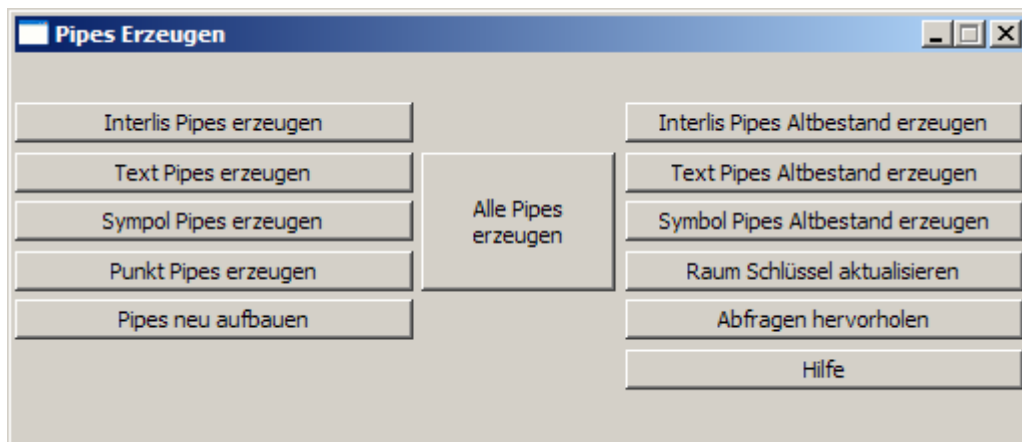 Pipes Erzeugen
Interlis Pipes erzeugen
Text Pipes erzeugen
Sympol Pipes erzeugen
Punkt Pipes erzeugen
Pipes neu aufbauen
Alle Pipes
erzeugen
Interlis Pipes Altbestand erzeugen
Text Pipes Altbestand erzeugen
Symbol Pipes Altbestand erzeugen
Raum Schlüssel aktualisieren
Abfragen hervorholen
Hilfe